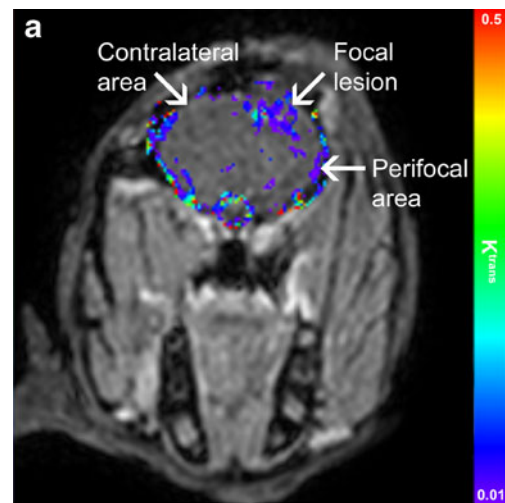 a
Contralateral
area
Focal
lesion
Perifocal
area
0.5
Ktrans
0.01